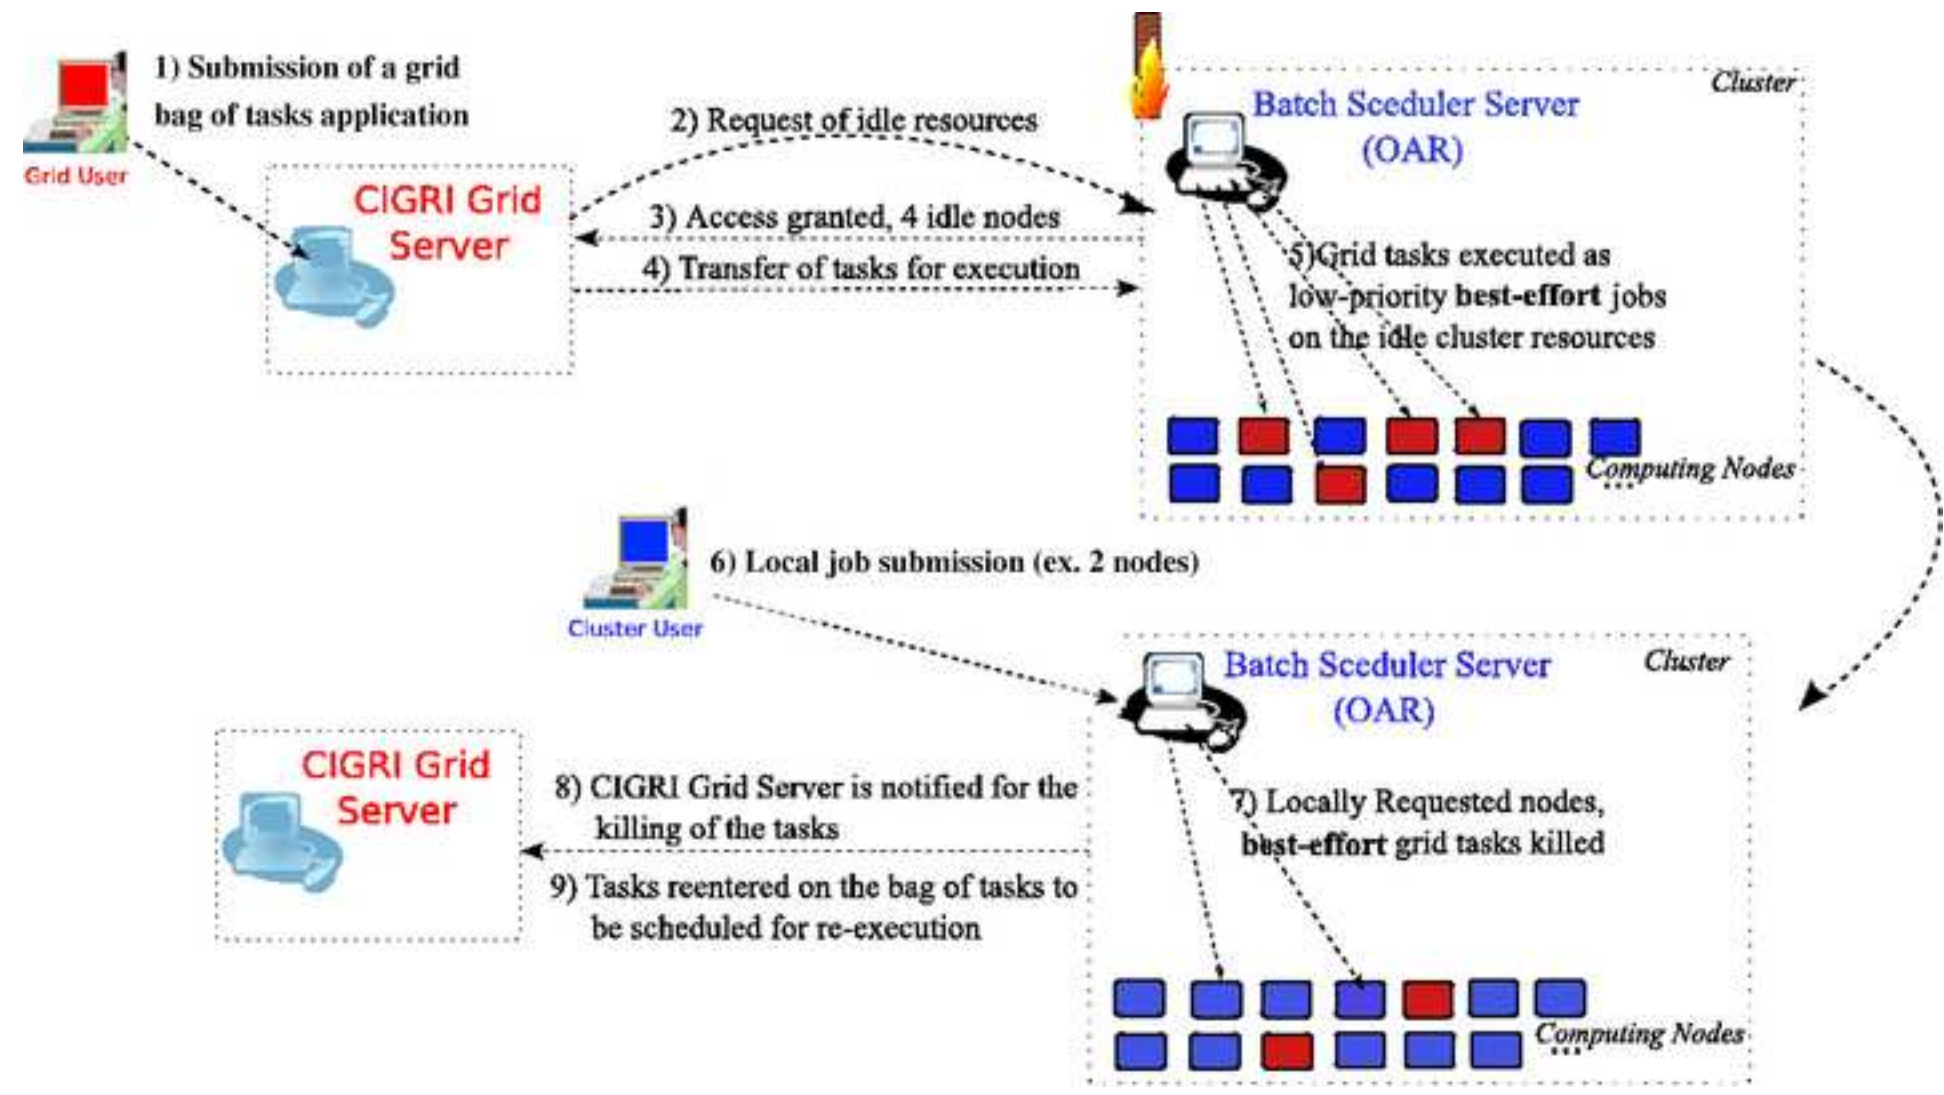 1) Submission of a grid
bag of tasks application
Grid User
CIGRI Grid
Server
2) Request of idle resources
3) Access granted, 4 idle nodes
4) Transfer of tasks for execution
Cluster
Batch Sceduler Server
(OAR)
5)Grid tasks executed as
low-priority best-effort jobs
on the idle cluster resources
Computing Nodes
...
Cluster User
6) Local job submission (ex. 2 nodes)
Cluster
Batch Sceduler Server
(OAR)
7) Locally Requested nodes,
best-effort grid tasks killed
Computing Nodes
...
8) CIGRI Grid Server is notified for the
killing of the tasks
9) Tasks reentered on the bag of tasks to
be scheduled for re-execution
CIGRI Grid
Server